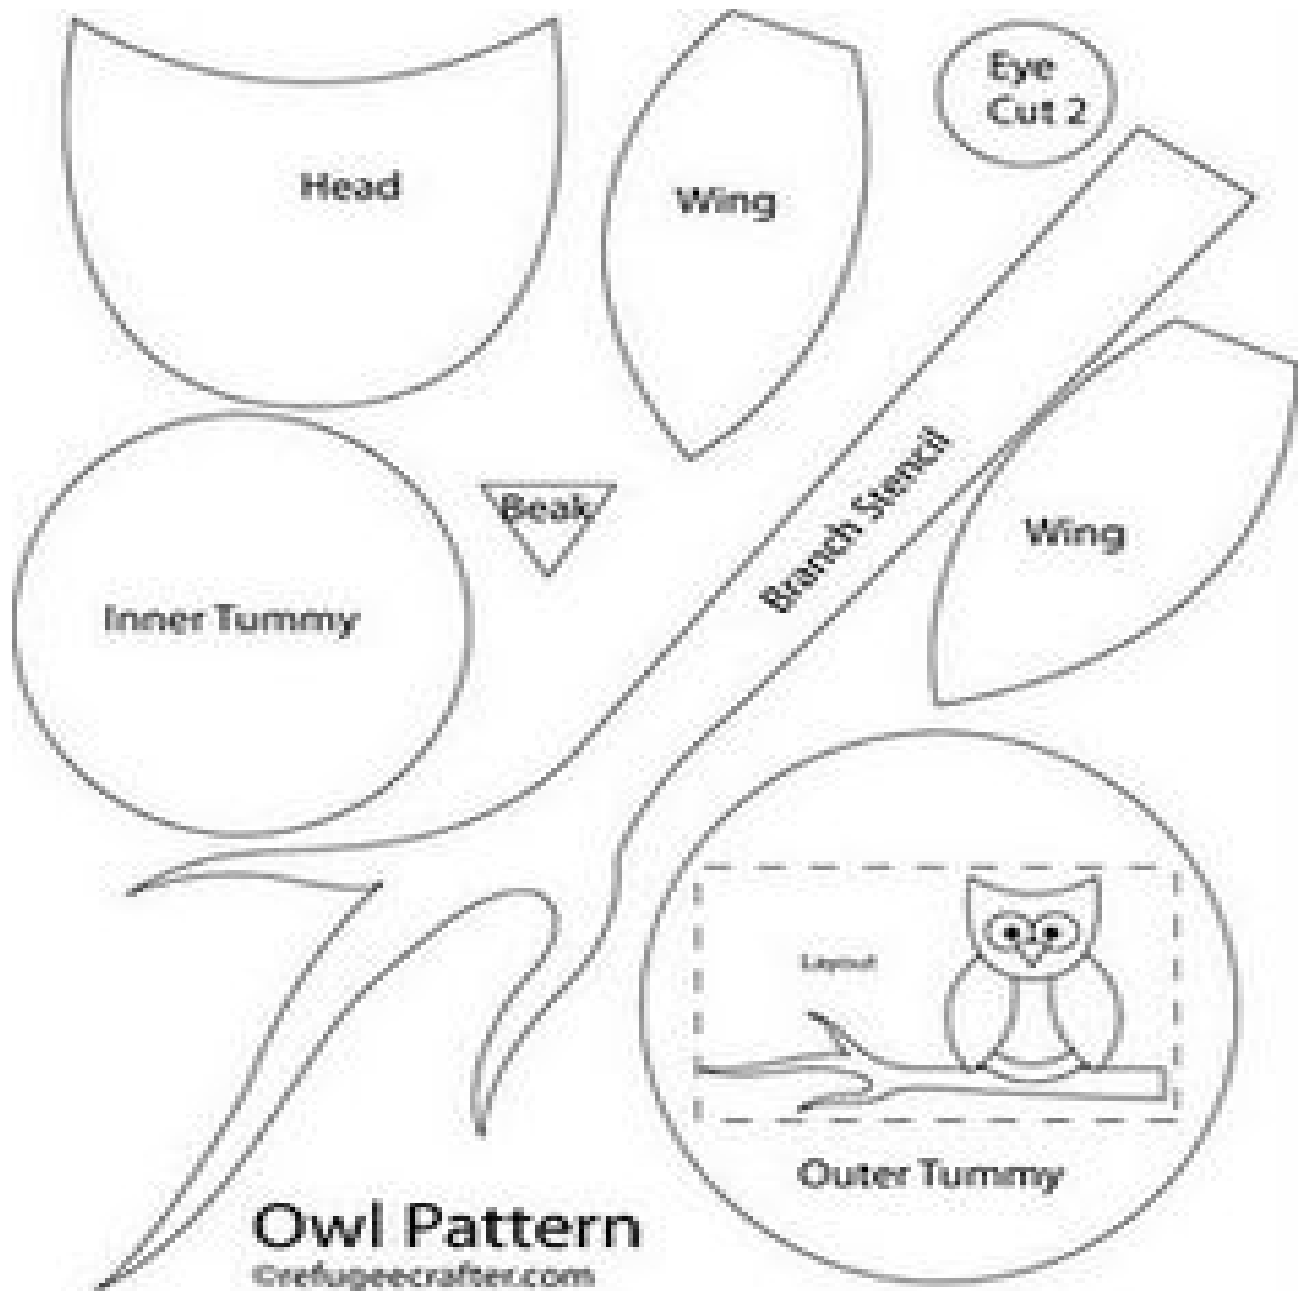 Eye
Cut 2
Head
Wing
Branch Stencil
Beak
Wing
Inner Tummy
Layout
Outer Tummy
Owl Pattern
©refugeecrafter.com